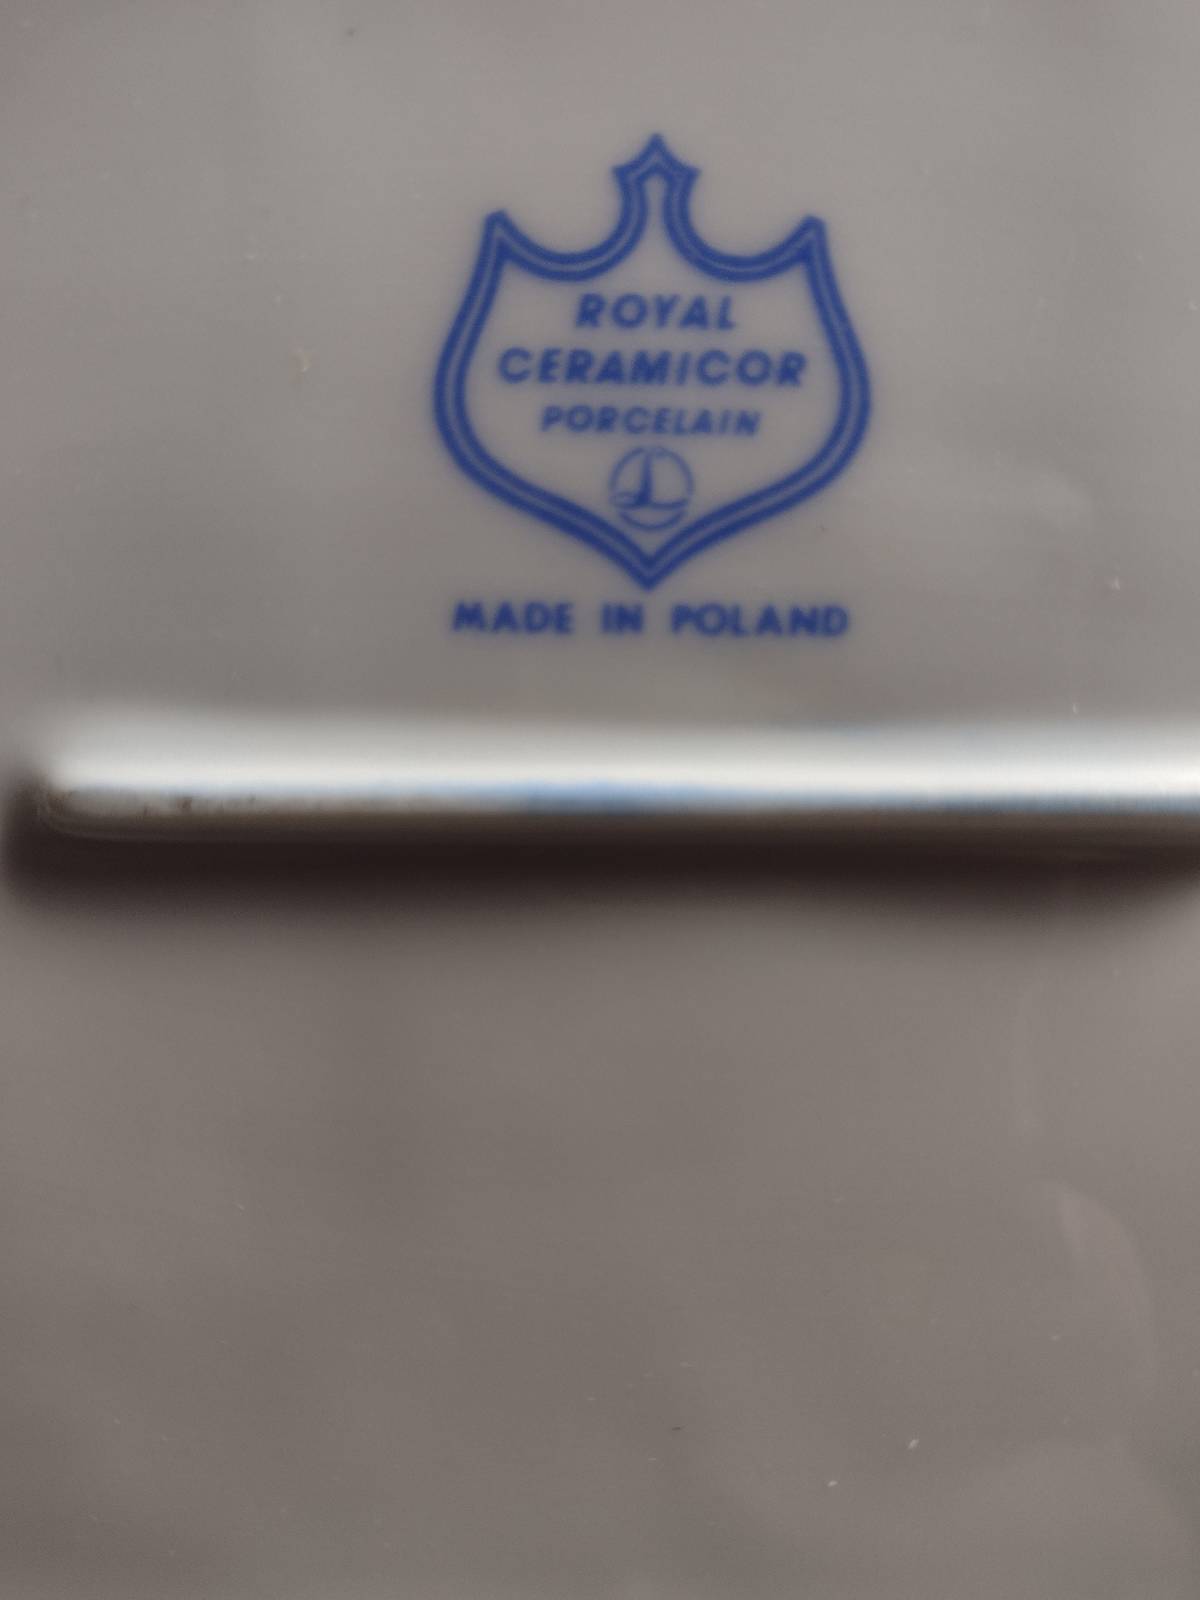 ROYAL
CERAMICOR
PORCELAIN
MADE IN POLAND